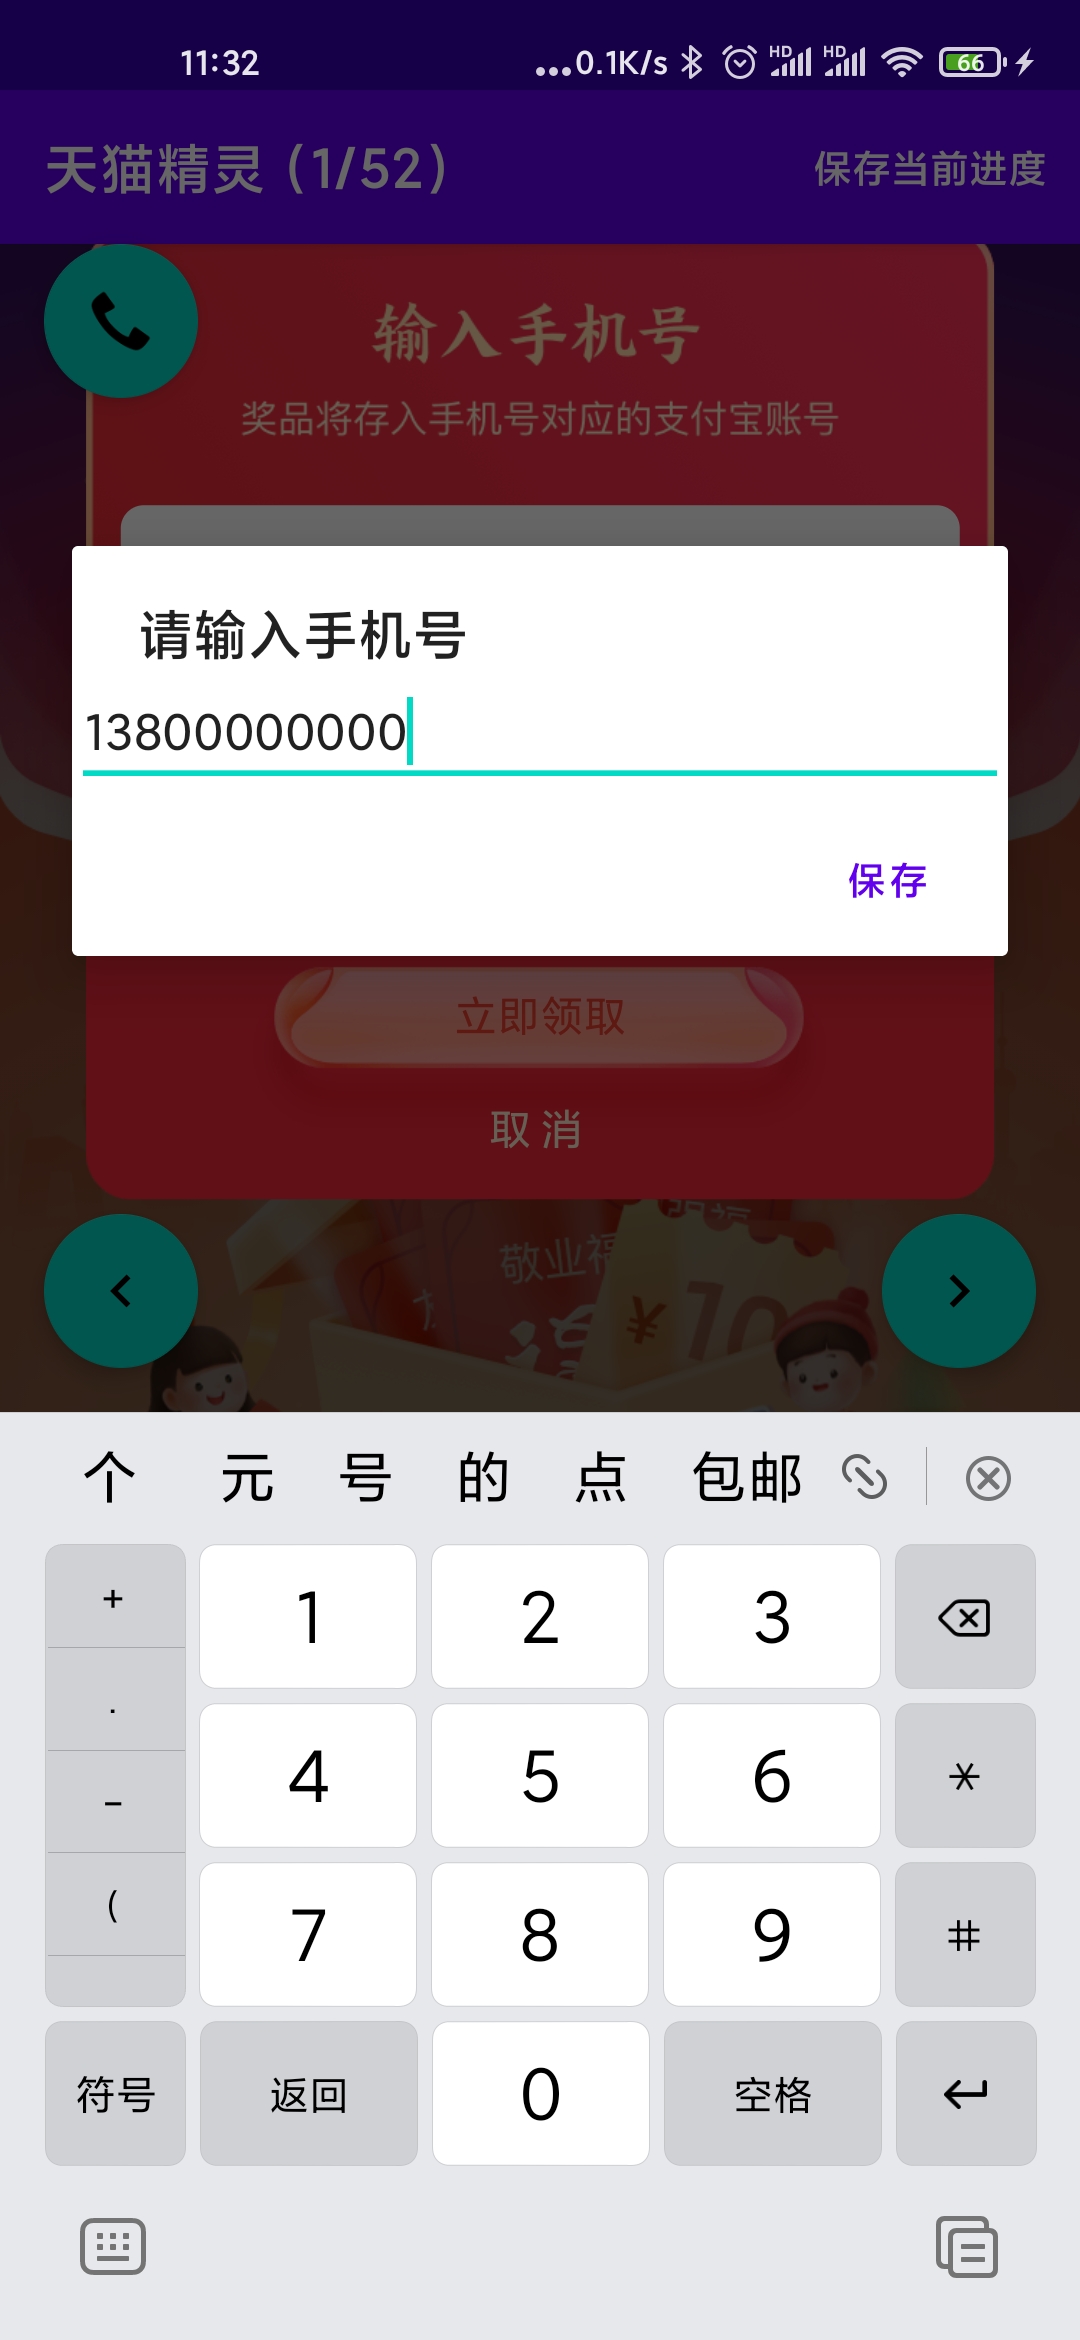 11:32
...0.1K/s HD HD 66
天猫精灵 (1/52)
保存当前进度
输入手机号
奖品将存入手机号对应的支付宝账号
请输入手机号
13800000000
保存
立即领取
取消
敬业福
¥10
个 元 号 的 点 包邮
+ 1 2 3
.
- 4 5 6 *
( 7 8 9 #
符号 返回 0 空格